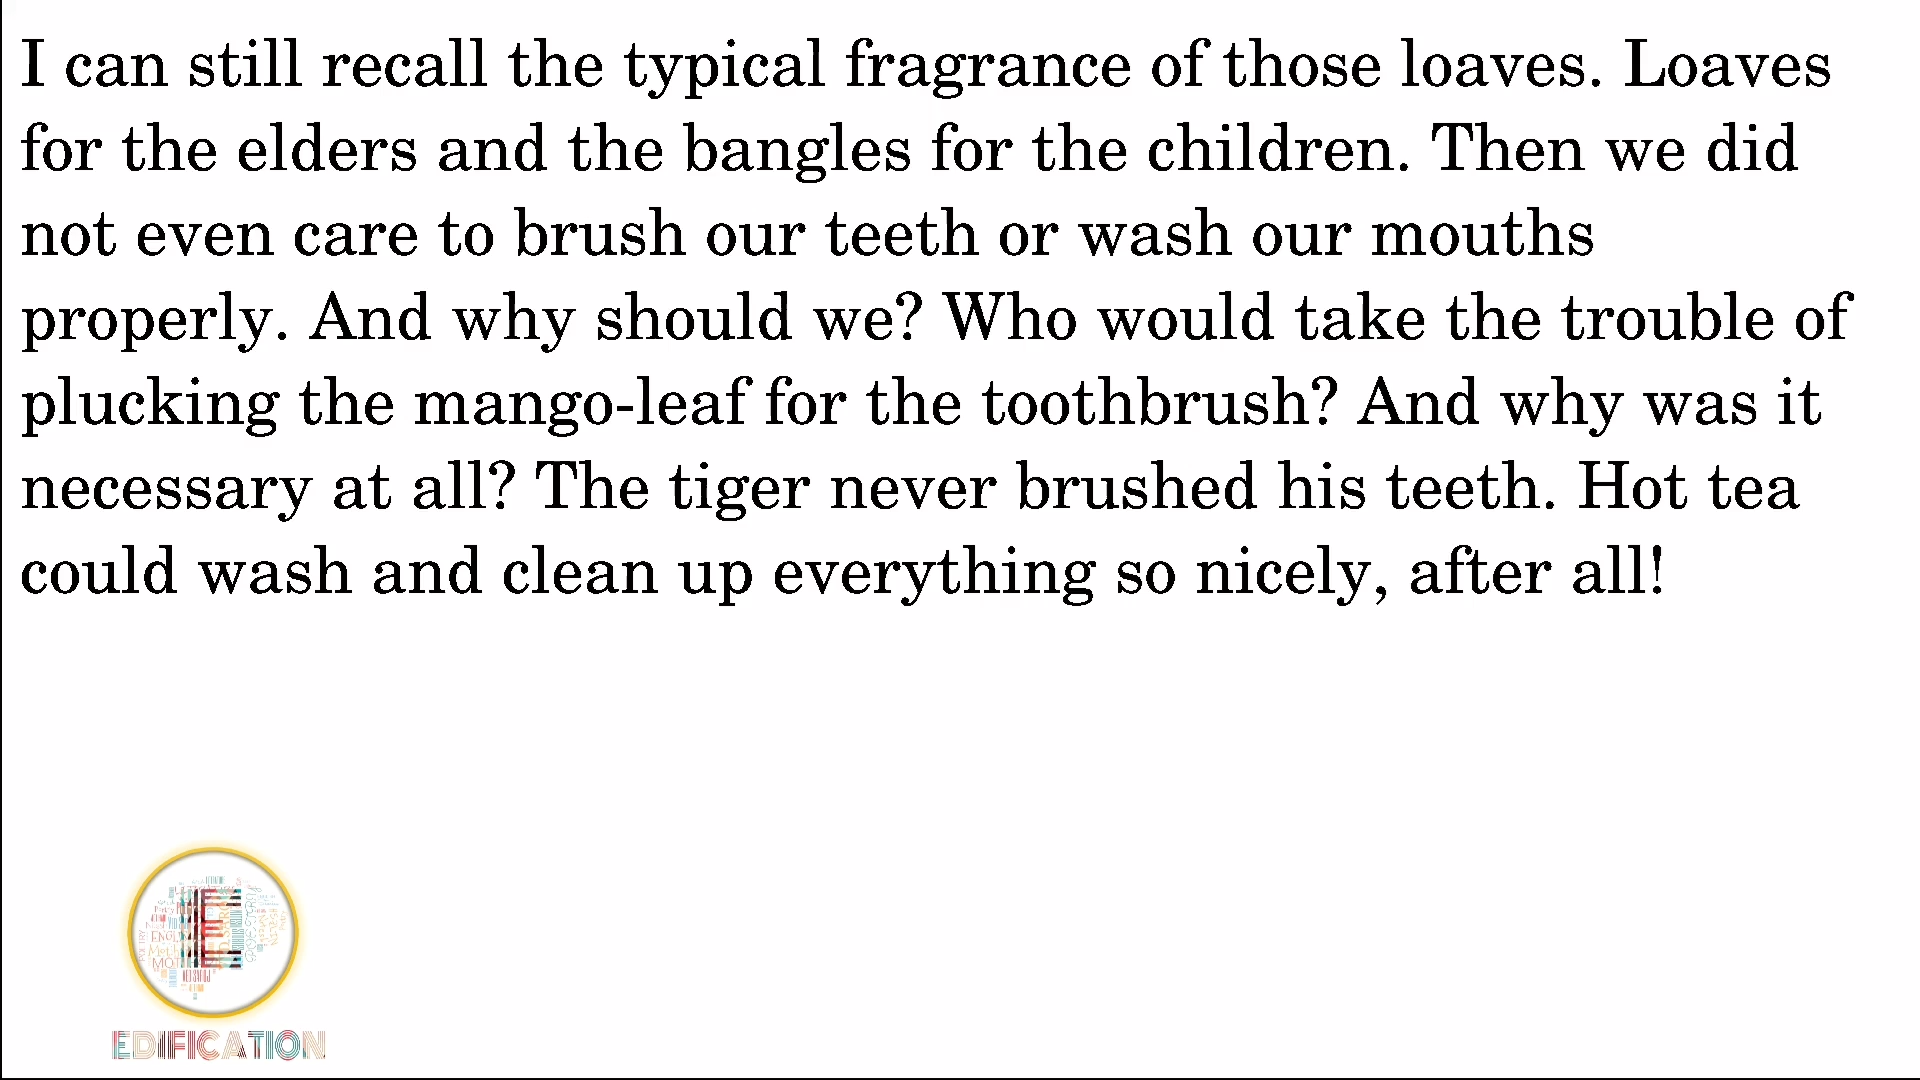 I can still recall the typical fragrance of those loaves. Loaves
for the elders and the bangles for the children. Then we did
not even care to brush our teeth or wash our mouths
properly. And why should we? Who would take the trouble of
plucking the mango-leaf for the toothbrush? And why was it
necessary at all? The tiger never brushed his teeth. Hot tea
could wash and clean up everything so nicely, after all!
E
EDIFICATION